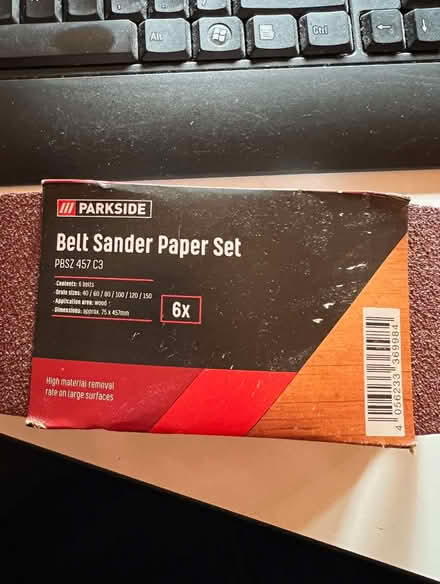 Alt
Ctrl
PARKSIDE
Belt Sander Paper Set
PBSZ 457 C3
· Contents: 6 belts
· Grain sizes: 40 / 60 / 80 / 100 / 120 / 150
· Application area: wood
· Dimensions: approx. 75 x 457mm
6x
High material removal
rate on large surfaces
4 056233 369984